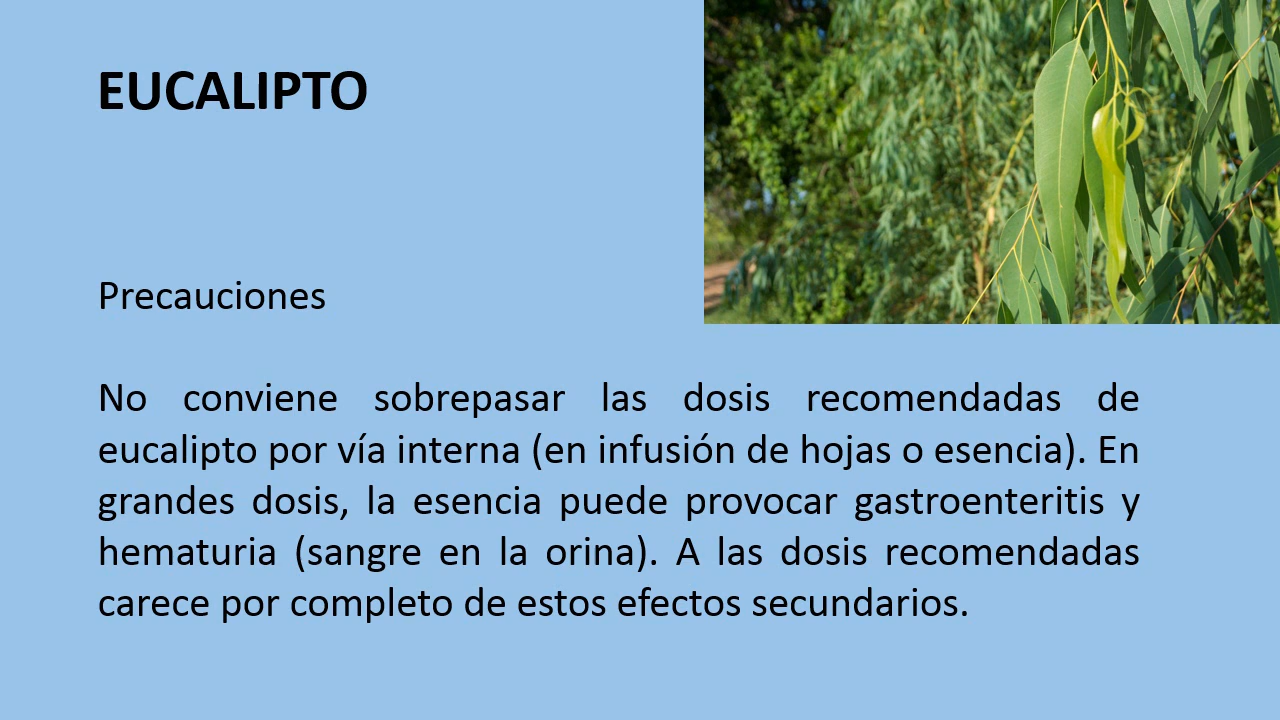 EUCALIPTO
Precauciones
No conviene sobrepasar las dosis recomendadas de
eucalipto por vía interna (en infusión de hojas o esencia). En
grandes dosis, la esencia puede provocar gastroenteritis y
hematuria (sangre en la orina). A las dosis recomendadas
carece por completo de estos efectos secundarios.